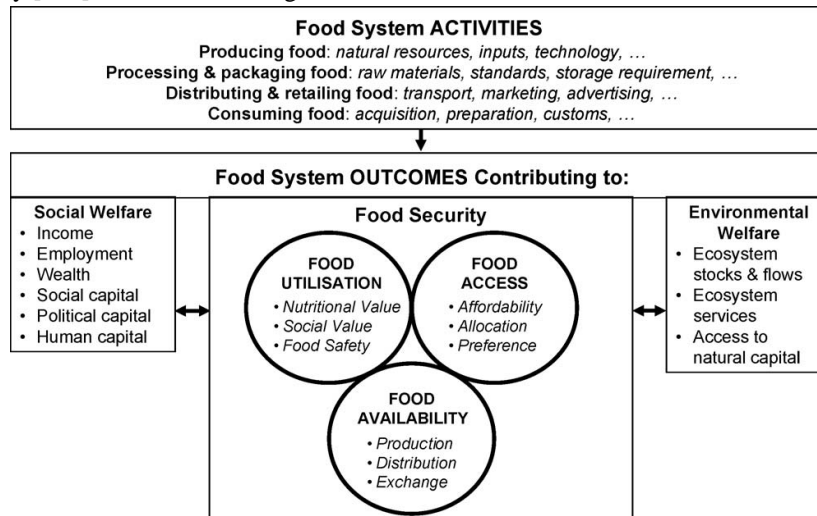 Food System ACTIVITIES
Producing food: natural resources, inputs, technology, …
Processing & packaging food: raw materials, standards, storage requirement, …
Distributing & retailing food: transport, marketing, advertising, …
Consuming food: acquisition, preparation, customs, …
Food System OUTCOMES Contributing to:
Social Welfare
• Income
• Employment
• Wealth
• Social capital
• Political capital
• Human capital
Food Security
FOOD
UTILISATION
• Nutritional Value
• Social Value
• Food Safety
FOOD
ACCESS
• Affordability
• Allocation
• Preference
FOOD
AVAILABILITY
• Production
• Distribution
• Exchange
Environmental
Welfare
• Ecosystem
stocks & flows
• Ecosystem
services
• Access to
natural capital